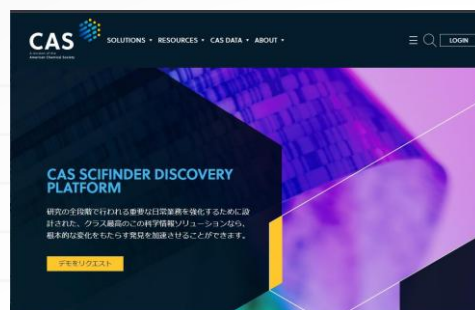 CAS
American Chemical Society
SOLUTIONS
RESOURCES
CAS DATA
ABOUT
LOGIN
CAS SCIFINDER DISCOVERY
PLATFORM
研究の全段階で行われる重要な日常業務を強化するために設
計された、クラス最高のこの科学情報ソリューションなら、
根本的な変化をもたらす発見を加速させることができます。
デモをリクエスト